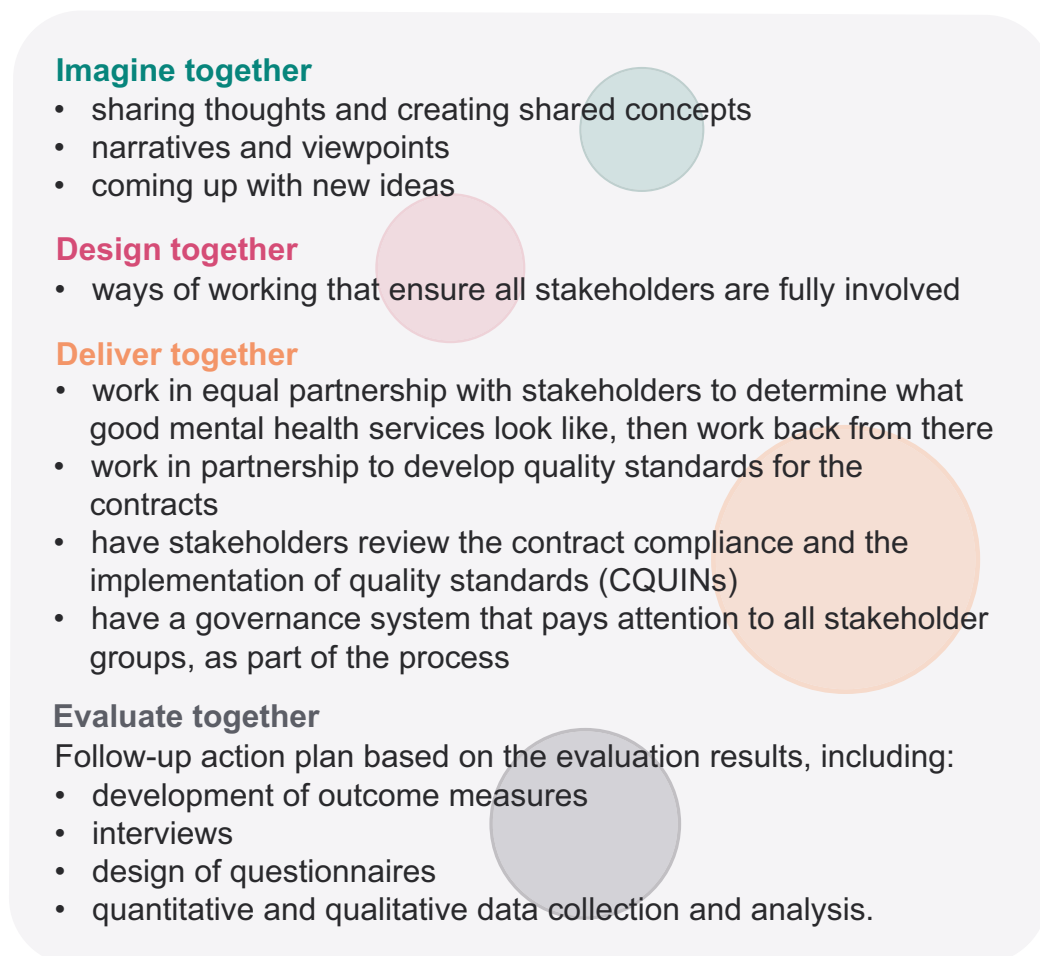 Imagine together
• sharing thoughts and creating shared concepts
• narratives and viewpoints
• coming up with new ideas
Design together
• ways of working that ensure all stakeholders are fully involved
Deliver together
• work in equal partnership with stakeholders to determine what
good mental health services look like, then work back from there
• work in partnership to develop quality standards for the
contracts
• have stakeholders review the contract compliance and the
implementation of quality standards (CQUINs)
• have a governance system that pays attention to all stakeholder
groups, as part of the process
Evaluate together
Follow-up action plan based on the evaluation results, including:
• development of outcome measures
• interviews
• design of questionnaires
• quantitative and qualitative data collection and analysis.